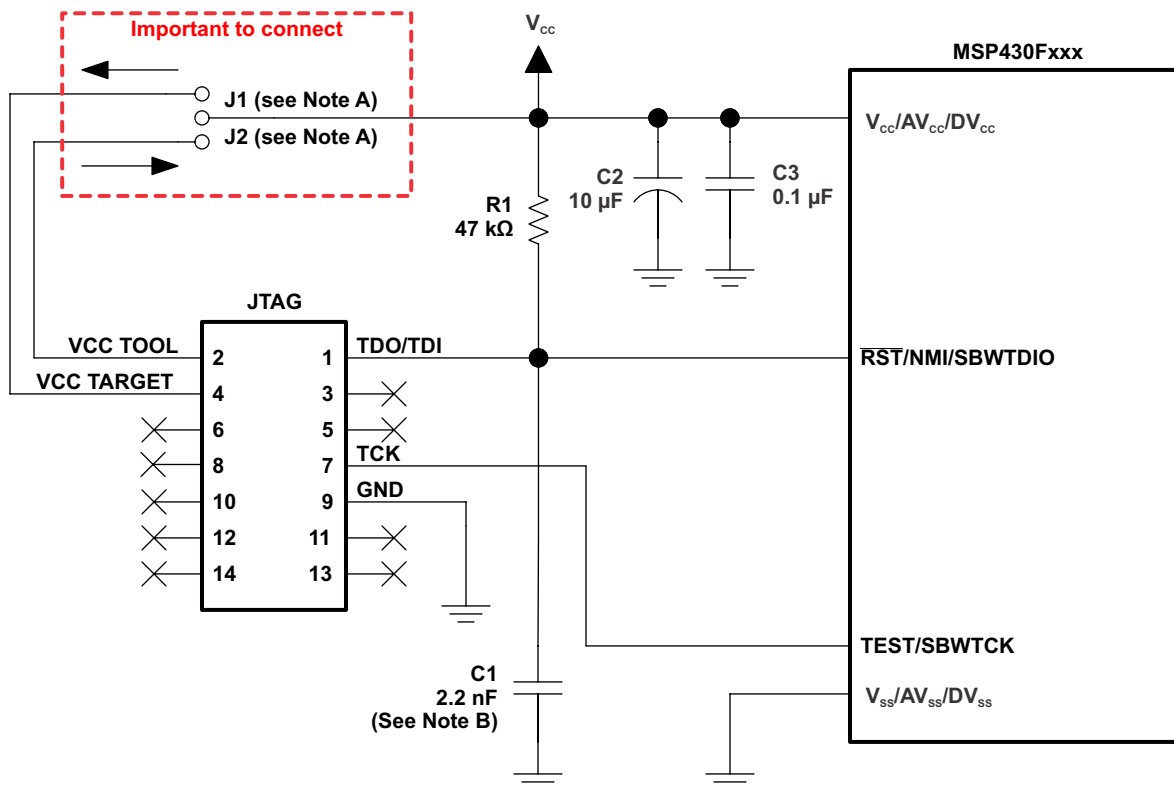 Important to connect
J1 (see Note A)
J2 (see Note A)
Vcc
MSP430Fxxx
Vcc/AVcc/DVcc
C2
10 µF
C3
0.1 µF
R1
47 kΩ
JTAG
VCC TOOL
2
1
TDO/TDI
RST/NMI/SBWTDIO
VCC TARGET
4
3
6
5
8
7
TCK
10
9
GND
12
11
14
13
TEST/SBWTCK
C1
2.2 nF
(See Note B)
Vss/AVss/DVss